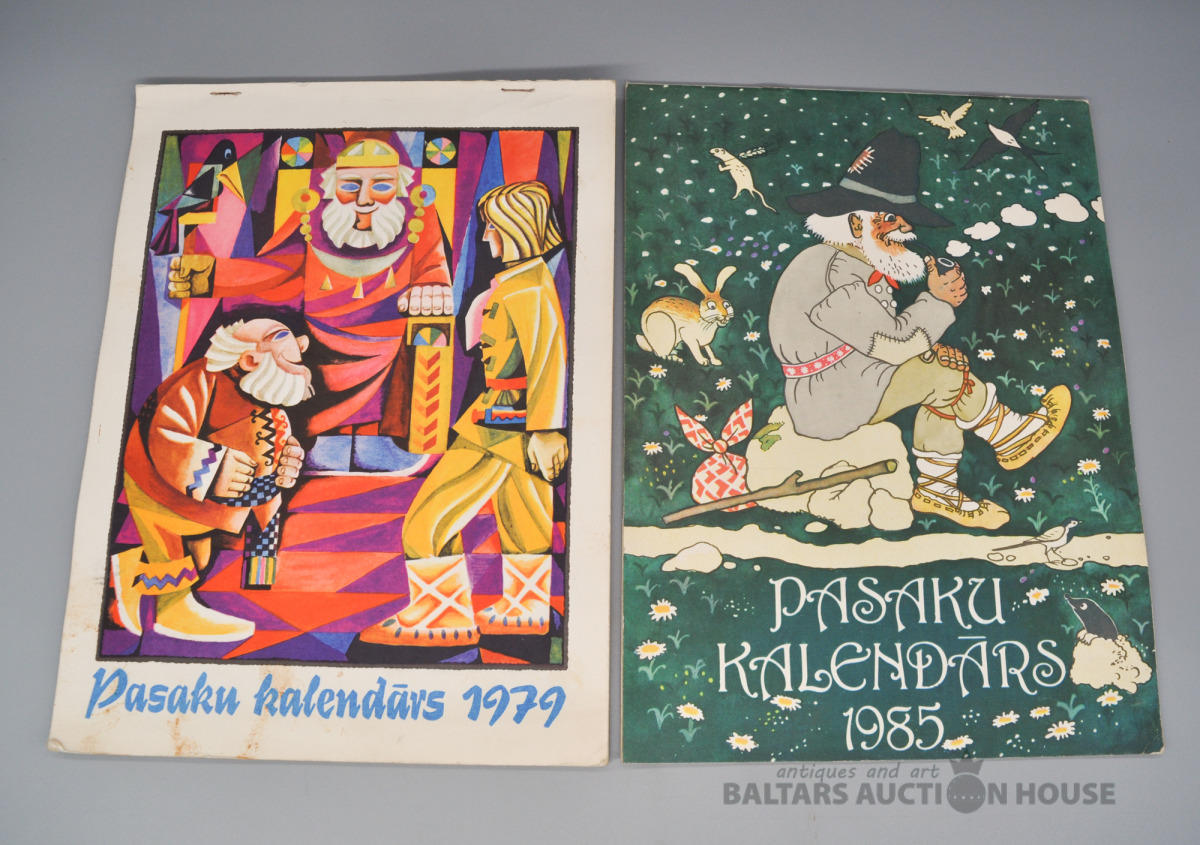 Pasaku kalendārs 1979
PASAKU
KALENDĀRS
1985
antiques and art
BALTARS AUCTION HOUSE